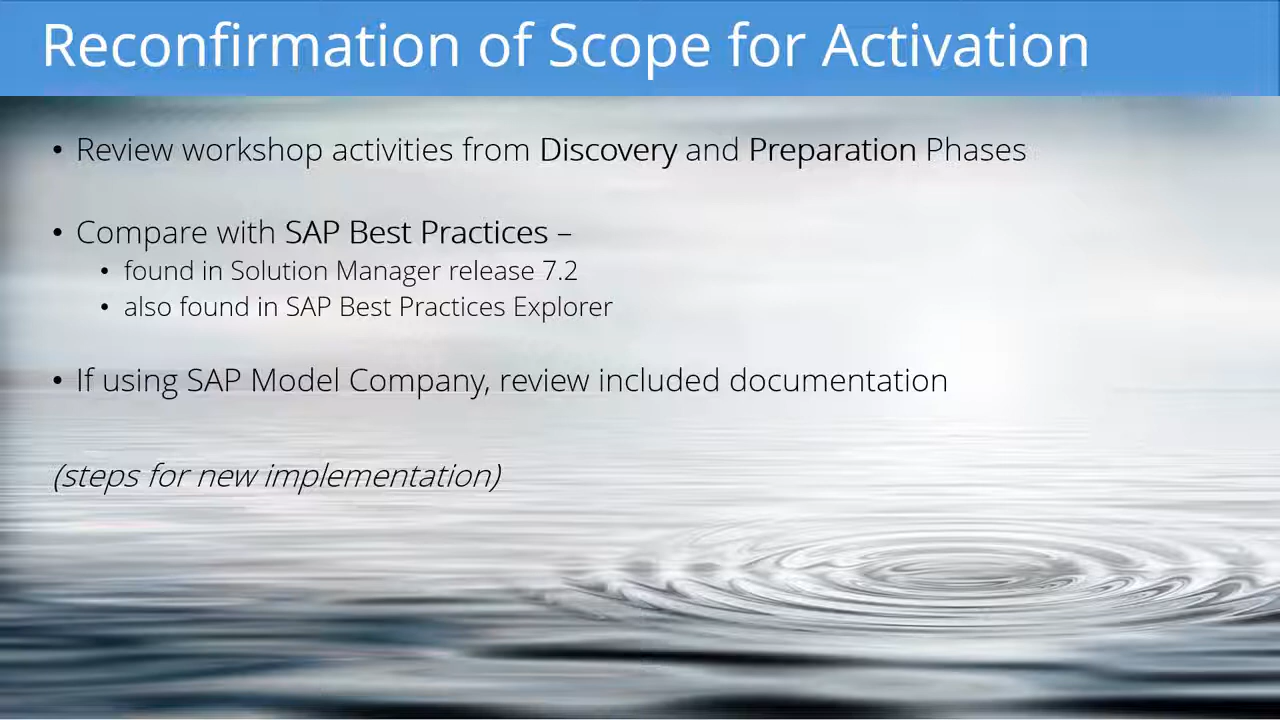 Reconfirmation of Scope for Activation
• Review workshop activities from Discovery and Preparation Phases
• Compare with SAP Best Practices –
• found in Solution Manager release 7.2
• also found in SAP Best Practices Explorer
• If using SAP Model Company, review included documentation
(steps for new implementation)